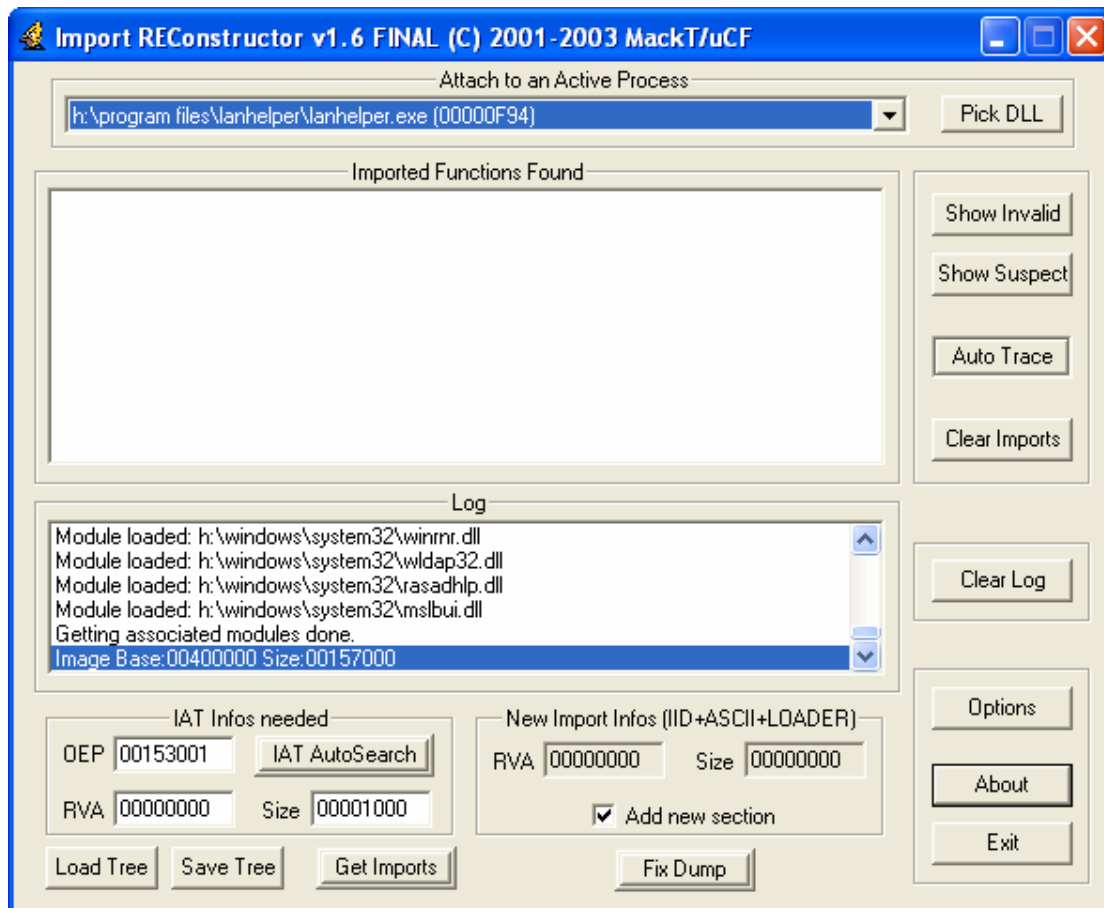 Import REConstructor v1.6 FINAL (C) 2001-2003 MackT/uCF
Attach to an Active Process
h:\program files\lanhelper\lanhelper.exe (00000F94)
Pick DLL
Imported Functions Found
Show Invalid
Show Suspect
Auto Trace
Clear Imports
Log
Module loaded: h:\windows\system32\winrnr.dll
Module loaded: h:\windows\system32\wldap32.dll
Module loaded: h:\windows\system32\rasadhlp.dll
Module loaded: h:\windows\system32\mslbui.dll
Getting associated modules done.
Image Base:00400000 Size:00157000
Clear Log
IAT Infos needed
OEP 00153001 IAT AutoSearch
RVA 00000000 Size 00001000
New Import Infos (IID+ASCII+LOADER)
RVA 00000000 Size 00000000
Add new section
Options
About
Exit
Load Tree Save Tree Get Imports Fix Dump